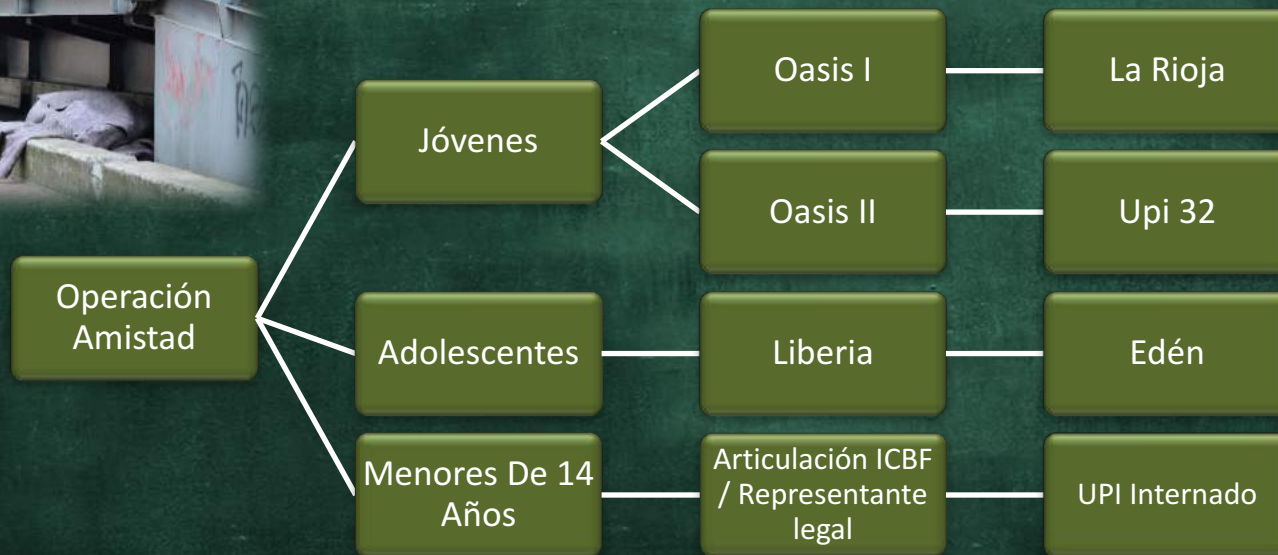 Oasis I
La Rioja
Jóvenes
Oasis II
Upi 32
Operación
Amistad
Adolescentes
Liberia
Edén
Menores De 14
Años
Articulación ICBF
/ Representante
legal
UPI Internado